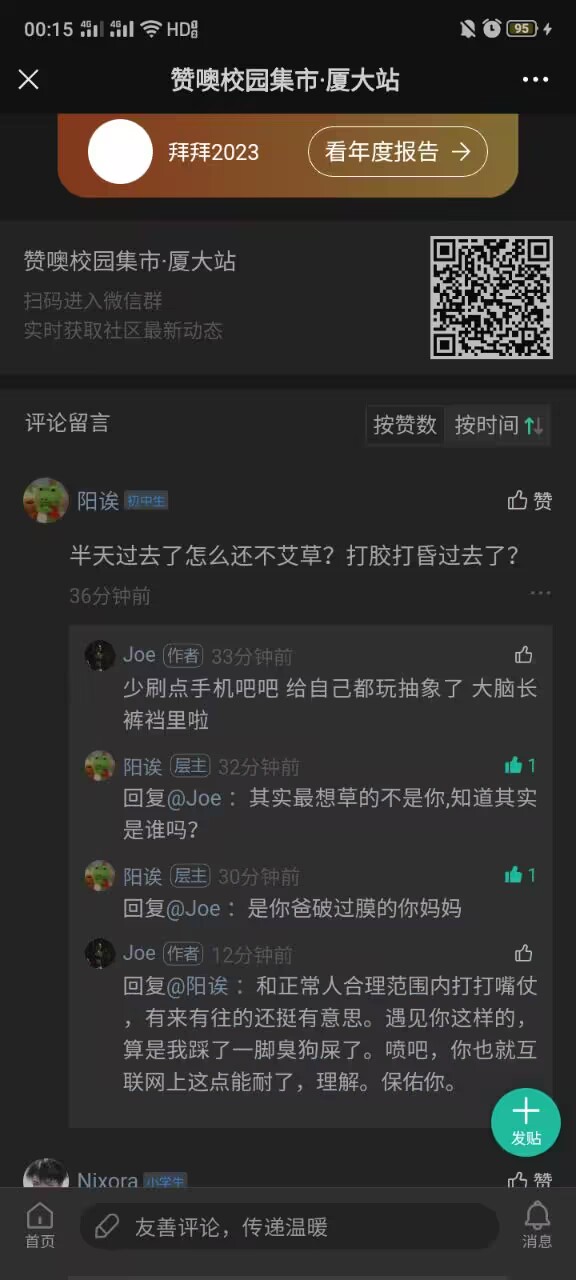 00:15 4G 4G HD 95
赞噢校园集市·厦大站
拜拜2023 看年度报告 →
赞噢校园集市·厦大站
扫码进入微信群
实时获取社区最新动态
评论留言 按赞数 按时间
阳诶 初中生 赞
半天过去了怎么还不艾草？打胶打昏过去了？
36分钟前
Joe 作者 33分钟前
少刷点手机吧吧 给自己都玩抽象了 大脑长
裤裆里啦
阳诶 层主 32分钟前 1
回复@Joe ：其实最想草的不是你,知道其实
是谁吗？
阳诶 层主 30分钟前 1
回复@Joe ：是你爸破过膜的你妈妈
Joe 作者 12分钟前
回复@阳诶 ：和正常人合理范围内打打嘴仗
，有来有往的还挺有意思。遇见你这样的，
算是我踩了一脚臭狗屎了。喷吧，你也就互
联网上这点能耐了，理解。保佑你。
发贴
Nixora 小学生 赞
首页 友善评论，传递温暖 消息